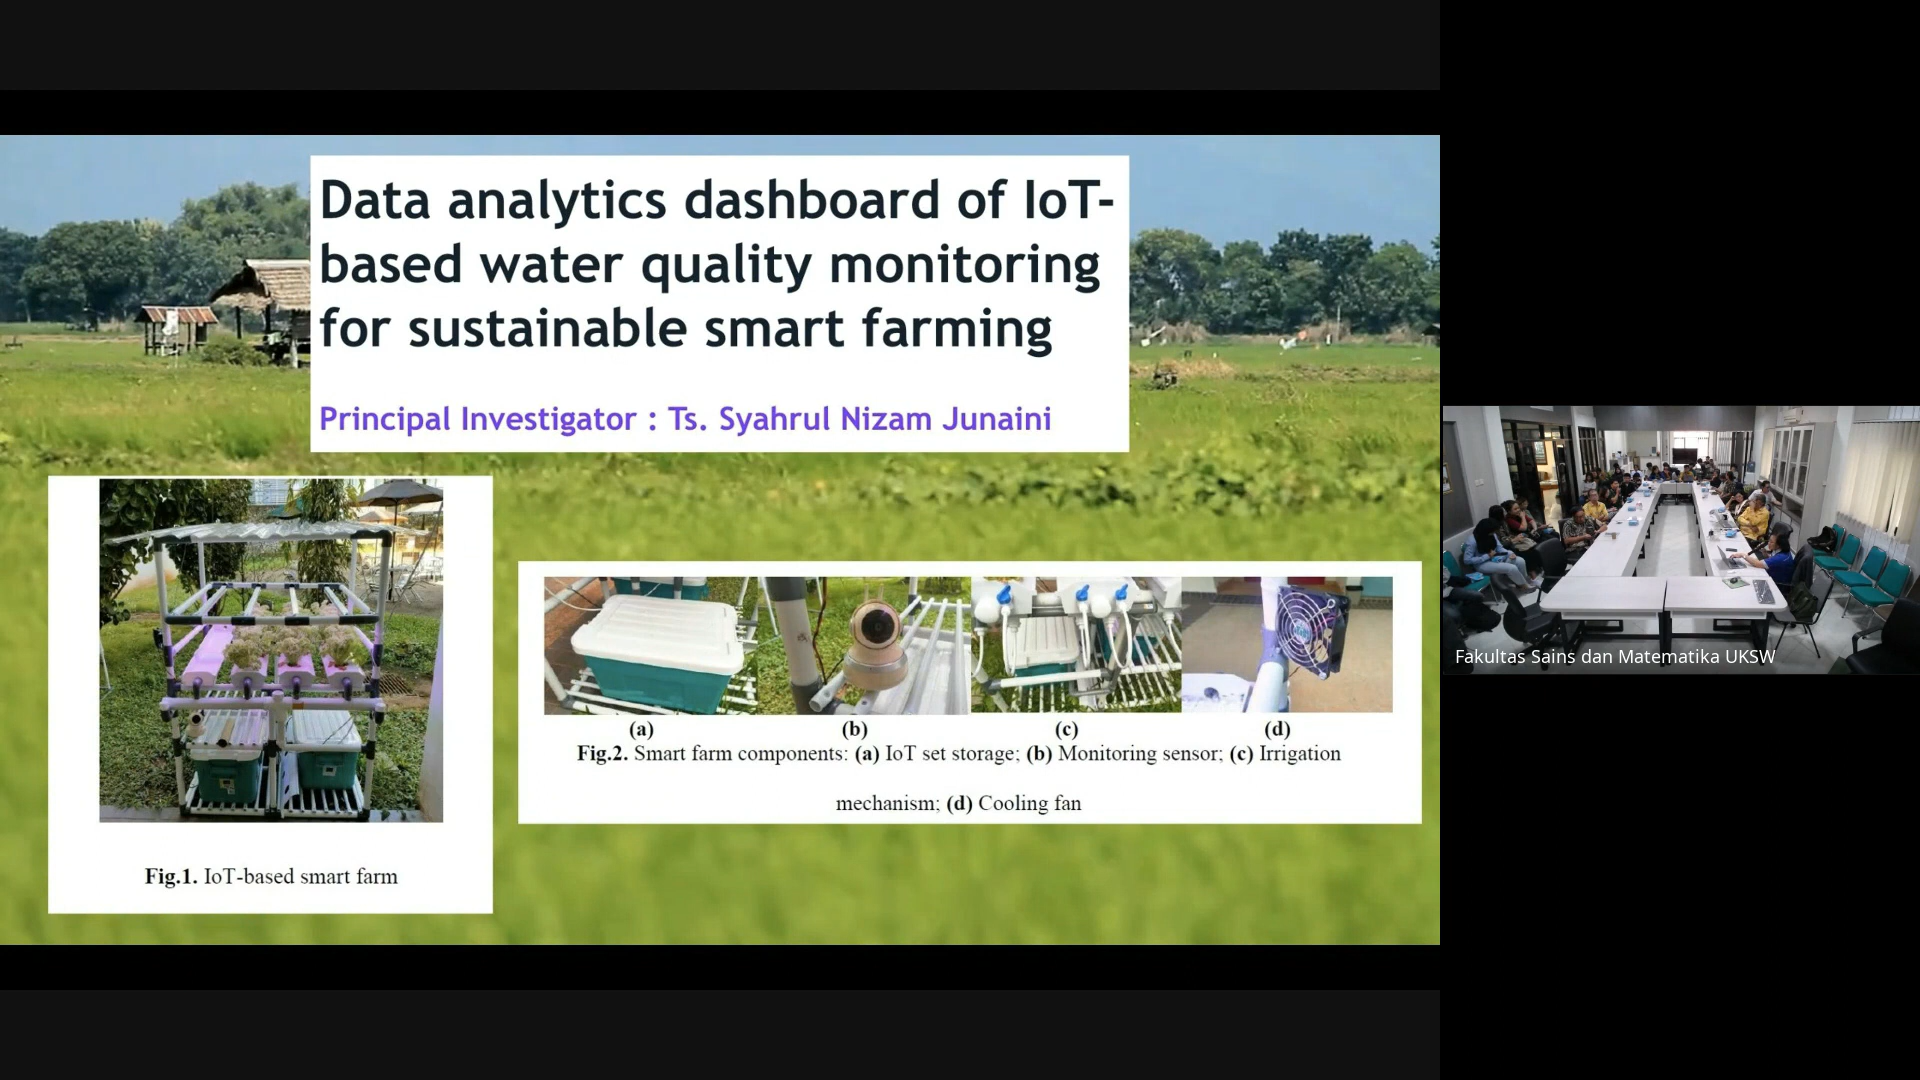 Data analytics dashboard of IoT-
based water quality monitoring
for sustainable smart farming
Principal Investigator : Ts. Syahrul Nizam Junaini
Fig.1. IoT-based smart farm
(a) (b) (c) (d)
Fig.2. Smart farm components: (a) IoT set storage; (b) Monitoring sensor; (c) Irrigation
mechanism; (d) Cooling fan
Fakultas Sains dan Matematika UKSW